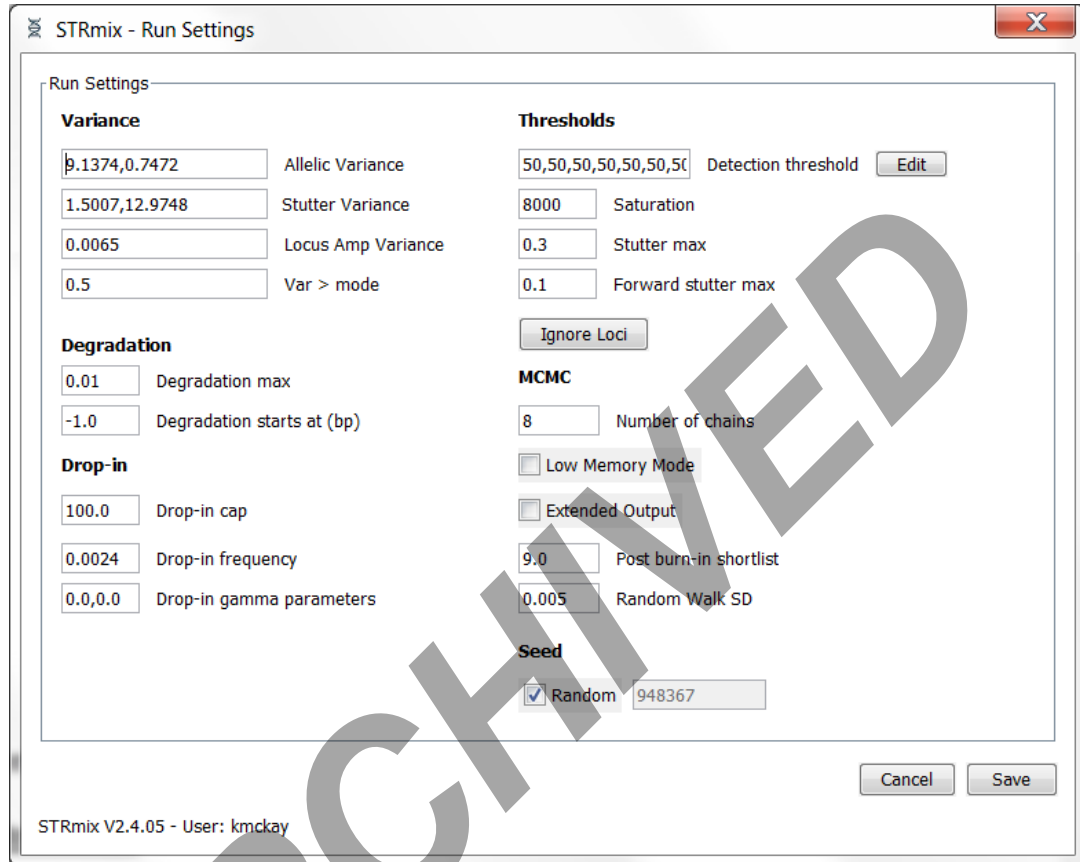 STRmix - Run Settings
Run Settings
Variance
9.1374,0.7472 Allelic Variance
1.5007,12.9748 Stutter Variance
0.0065 Locus Amp Variance
0.5 Var > mode
Degradation
0.01 Degradation max
-1.0 Degradation starts at (bp)
Drop-in
100.0 Drop-in cap
0.0024 Drop-in frequency
0.0,0.0 Drop-in gamma parameters
Thresholds
50,50,50,50,50,50,50 Detection threshold Edit
8000 Saturation
0.3 Stutter max
0.1 Forward stutter max
Ignore Loci
MCMC
8 Number of chains
Low Memory Mode
Extended Output
9.0 Post burn-in shortlist
0.005 Random Walk SD
Seed
Random 948367
Cancel Save
STRmix V2.4.05 - User: kmckay
CHIVED